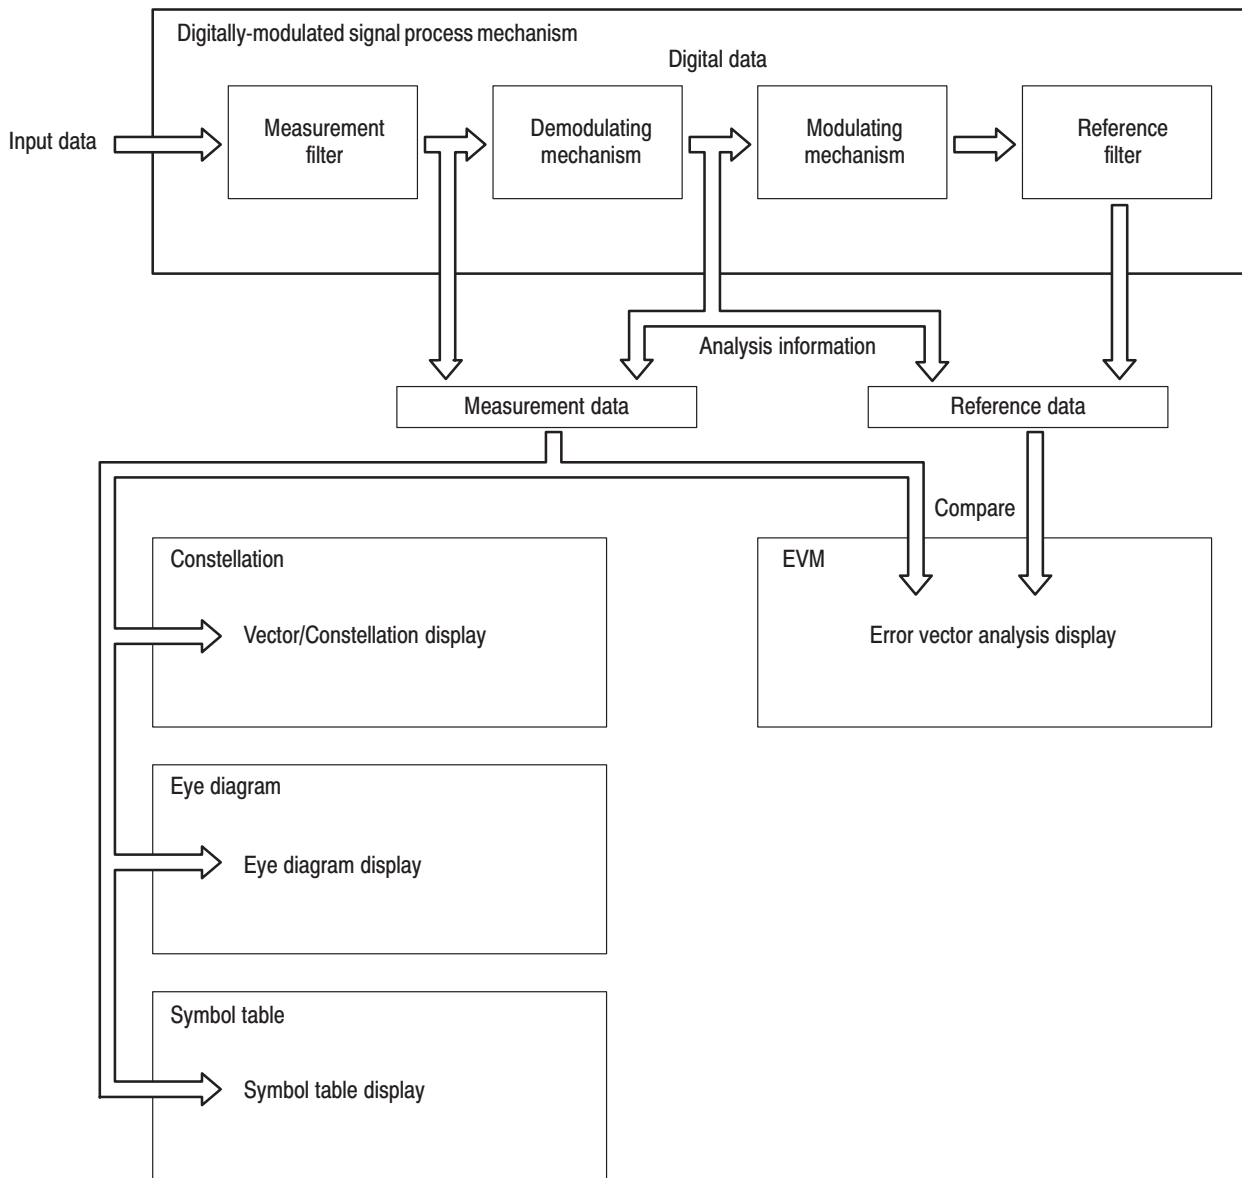 Digitally-modulated signal process mechanism
Digital data
Input data
Measurement
filter
Demodulating
mechanism
Modulating
mechanism
Reference
filter
Analysis information
Measurement data
Reference data
Compare
Constellation
Vector/Constellation display
EVM
Error vector analysis display
Eye diagram
Eye diagram display
Symbol table
Symbol table display